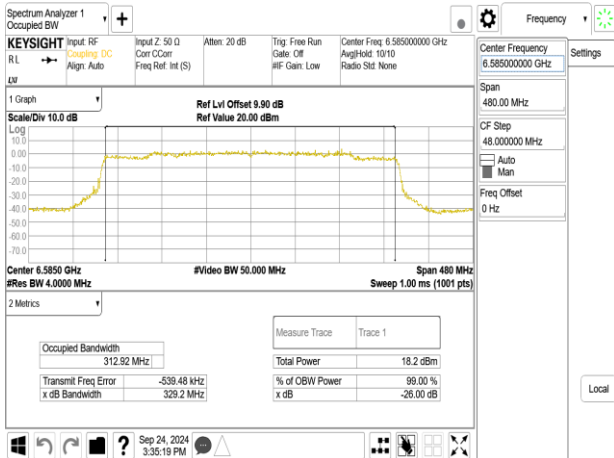 Spectrum Analyzer 1
Occupied BW
Frequency
KEYSIGHT
RL
LXI
Input: RF
Coupling: DC
Align: Auto
Input Z: 50 Ω
Corr CCorr
Freq Ref: Int (S)
Atten: 20 dB
Trig: Free Run
Gate: Off
#IF Gain: Low
Center Freq: 6.585000000 GHz
Avg|Hold: 10/10
Radio Std: None
Center Frequency
6.585000000 GHz
Settings
Span
480.00 MHz
CF Step
48.000000 MHz
Auto
Man
Freq Offset
0 Hz
1 Graph
Scale/Div 10.0 dB
Ref Lvl Offset 9.90 dB
Ref Value 20.00 dBm
Log
10.0
0.00
-10.0
-20.0
-30.0
-40.0
-50.0
-60.0
-70.0
Center 6.5850 GHz
#Video BW 50.000 MHz
Span 480 MHz
#Res BW 4.0000 MHz
Sweep 1.00 ms (1001 pts)
2 Metrics
Measure Trace
Trace 1
Occupied Bandwidth
312.92 MHz
Total Power
18.2 dBm
Transmit Freq Error
-539.48 kHz
% of OBW Power
99.00 %
x dB Bandwidth
329.2 MHz
x dB
-26.00 dB
Local
?
Sep 24, 2024
3:35:19 PM